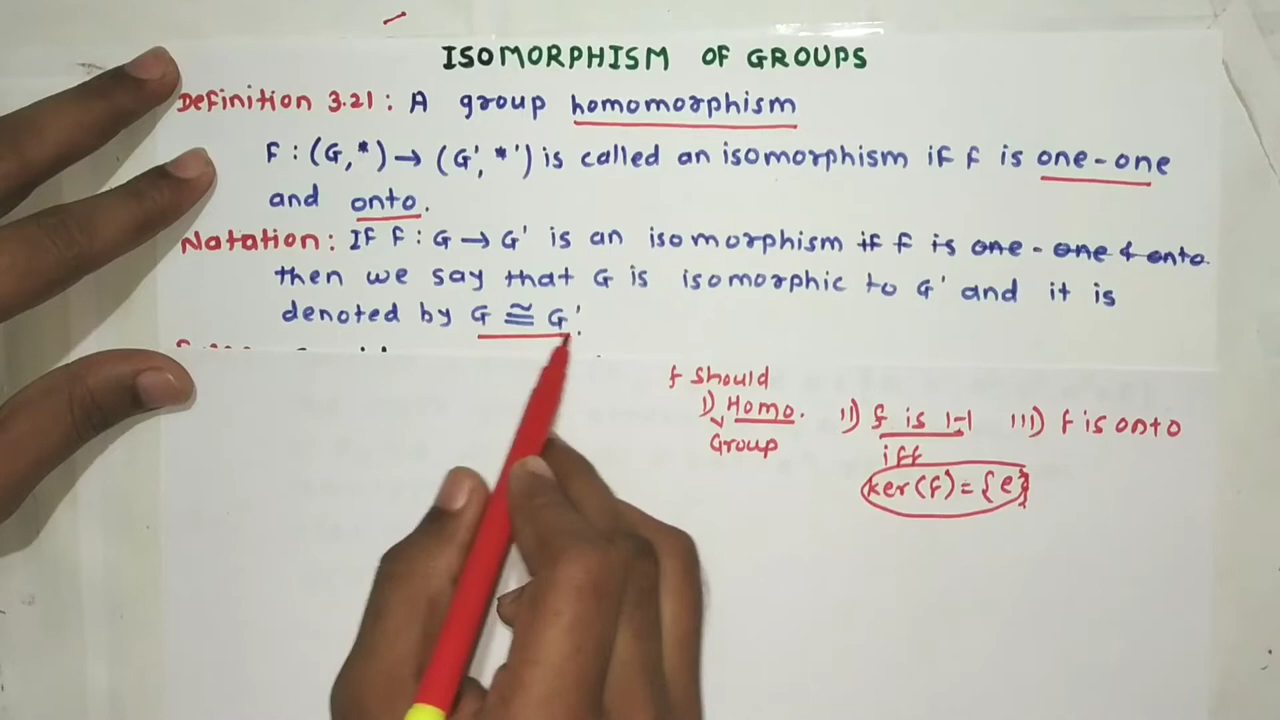 ISOMORPHISM OF GROUPS
Definition 3.21: A group homomorphism
f : (G, *) → (G', *') is called an isomorphism if f is one-one
and onto.
Natation: If f : G → G' is an isomorphism if f is one-one & onto
then we say that G is isomorphic to G' and it is
denoted by G ≅ G'.
f should
i) Homo. ii) f is 1-1 iii) f is onto
Group iff
ker(f) = {e}